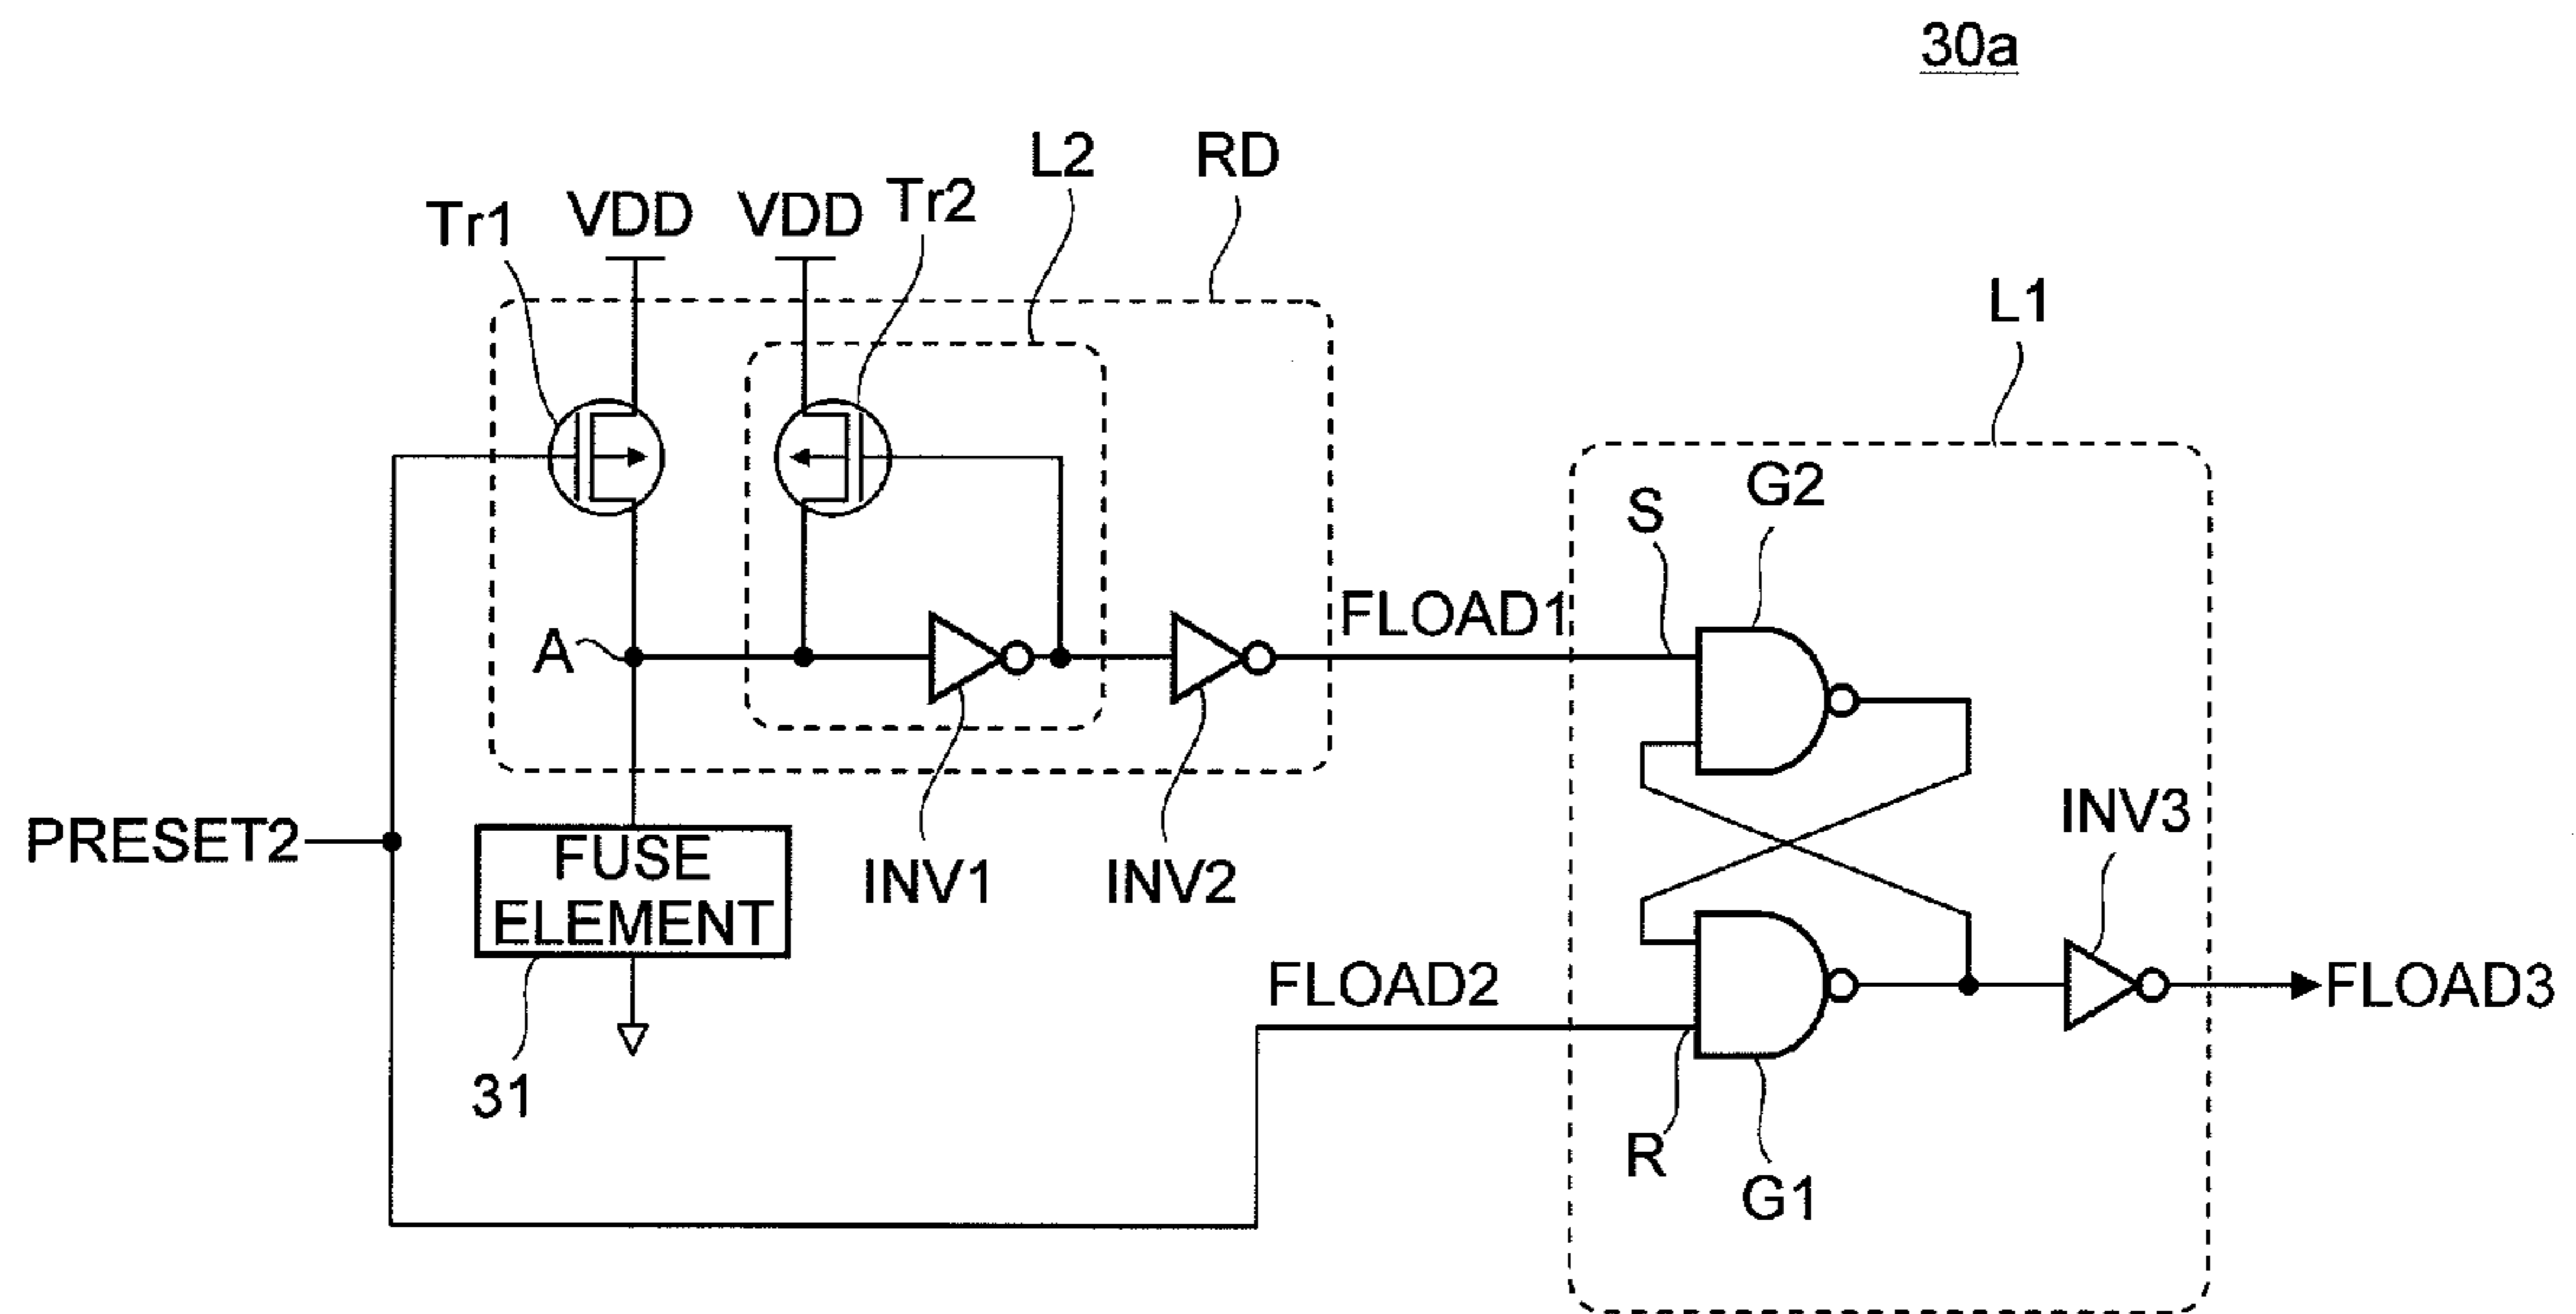 30a
L2
RD
Tr1
VDD
VDD
Tr2
L1
S
G2
FLOAD1
A
INV1
INV2
INV3
PRESET2
FUSE
ELEMENT
31
FLOAD2
FLOAD3
R
G1